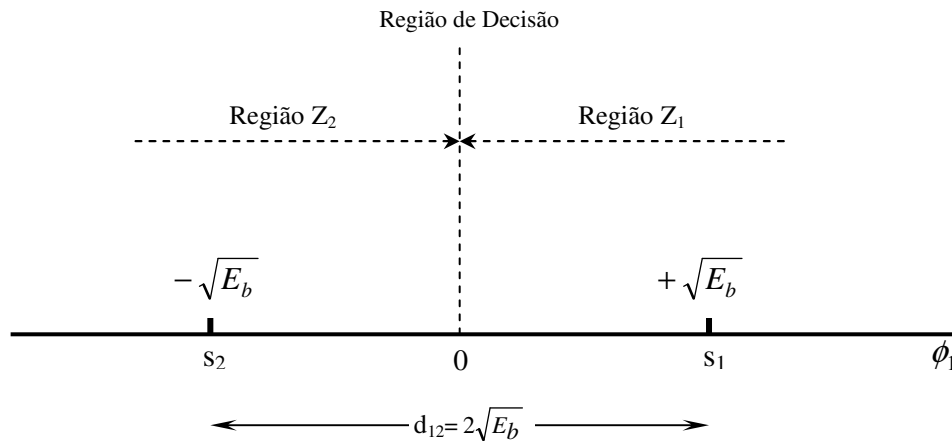 Região de Decisão
Região Z₂ Região Z₁
− √E_b + √E_b
s₂ 0 s₁ ϕ₁
d₁₂= 2√E_b